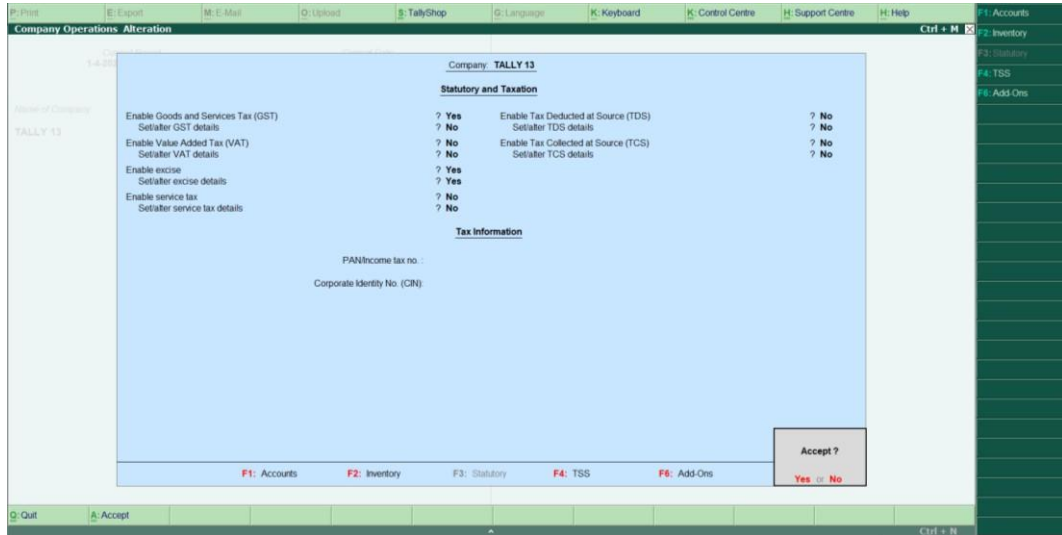 P: Print E: Export M: E-Mail O: Upload S: TallyShop G: Language K: Keyboard K: Control Centre H: Support Centre H: Help F1: Accounts
Company Operations Alteration Ctrl + M
F2: Inventory
F3: Statutory
F4: TSS
F6: Add-Ons
Company: TALLY 13
Statutory and Taxation
Name of Company
TALLY 13
Enable Goods and Services Tax (GST) ? Yes Enable Tax Deducted at Source (TDS) ? No
Set/alter GST details ? No Set/alter TDS details ? No
Enable Value Added Tax (VAT) ? No Enable Tax Collected at Source (TCS) ? No
Set/alter VAT details ? No Set/alter TCS details ? No
Enable excise ? Yes
Set/alter excise details ? Yes
Enable service tax ? No
Set/alter service tax details ? No
Tax Information
PAN/Income tax no. :
Corporate Identity No. (CIN):
Accept ?
Yes or No
F1: Accounts F2: Inventory F3: Statutory F4: TSS F6: Add-Ons
Q: Quit A: Accept
Ctrl + N